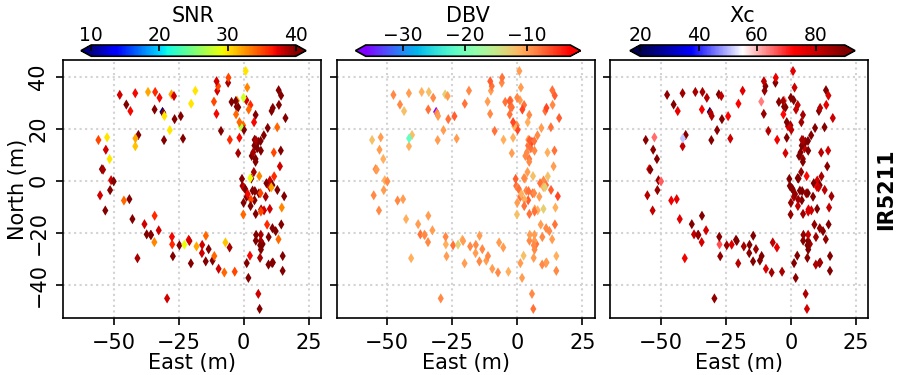 SNR DBV Xc
10 20 30 40 −30 −20 −10 20 40 60 80
40
20
0
−20
−40
North (m)
−50 −25 0 25 −50 −25 0 25 −50 −25 0 25
East (m) East (m) East (m)
IR5211